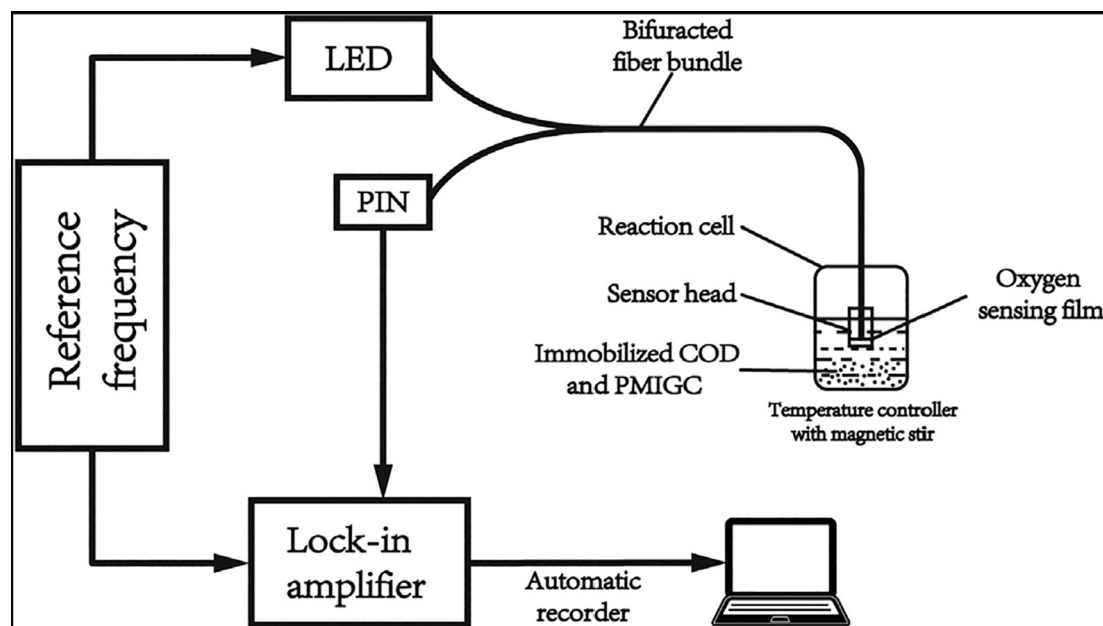 LED
Bifuracted
fiber bundle
PIN
Reference
frequency
Reaction cell
Sensor head
Oxygen
sensing film
Immobilized COD
and PMIGC
Temperature controller
with magnetic stir
Lock-in
amplifier
Automatic
recorder